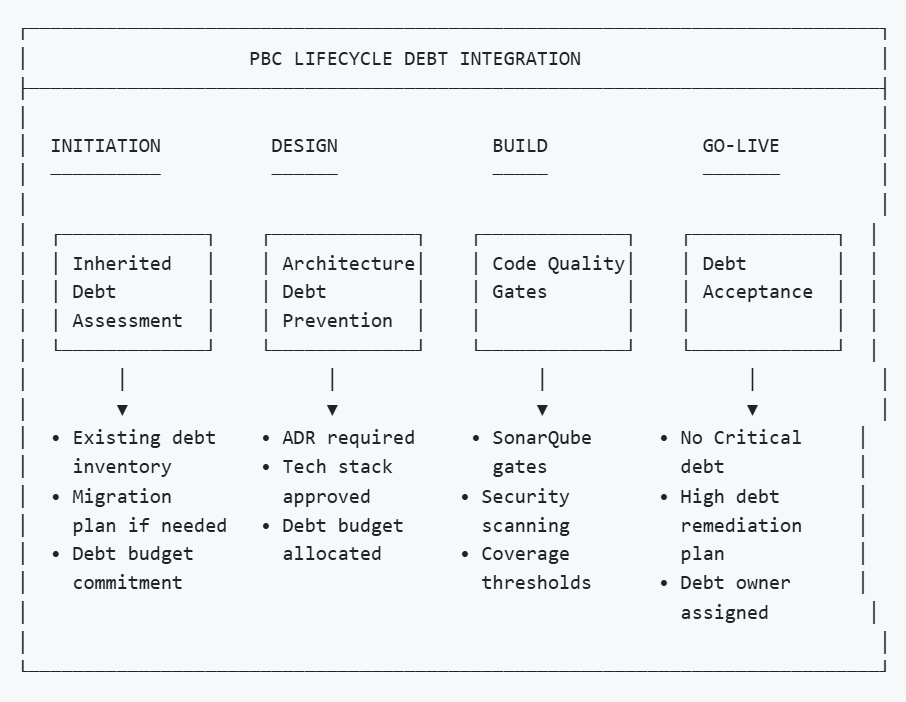 PBC LIFECYCLE DEBT INTEGRATION
INITIATION DESIGN BUILD GO-LIVE
Inherited Architecture Code Quality Debt
Debt Debt Gates Acceptance
Assessment Prevention
• Existing debt • ADR required • SonarQube • No Critical
inventory • Tech stack gates debt
• Migration approved • Security • High debt
plan if needed • Debt budget scanning remediation
• Debt budget allocated • Coverage plan
commitment thresholds • Debt owner
assigned